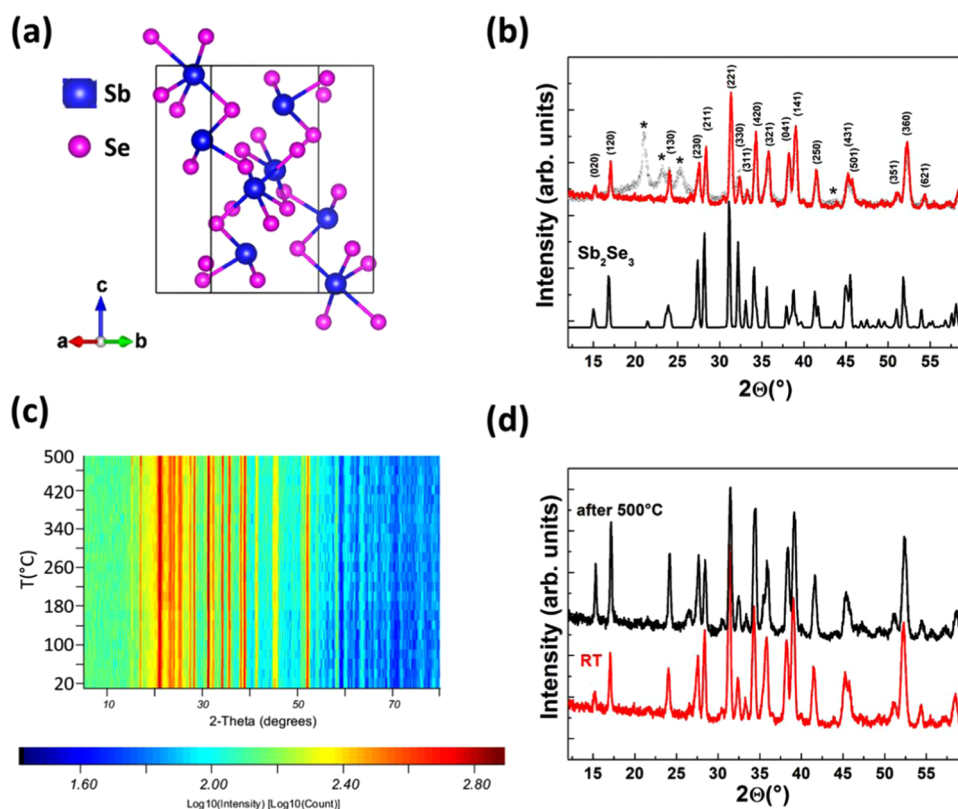 (a)
Sb
Se
c
a
b
(b)
Intensity (arb. units)
(020)
(120)
*
*
(130)
*
(230)
(211)
(221)
(330)
(311)
(420)
(321)
(041)
(141)
(250)
*
(431)
(501)
(351)
(360)
(621)
Sb₂Se₃
15 20 25 30 35 40 45 50 55
2Θ(°)
(c)
T(°C)
500
420
340
260
180
100
20
10 30 50 70
2-Theta (degrees)
1.60 2.00 2.40 2.80
Log10(Intensity) [Log10(Count)]
(d)
Intensity (arb. units)
after 500°C
RT
15 20 25 30 35 40 45 50 55
2Θ(°)